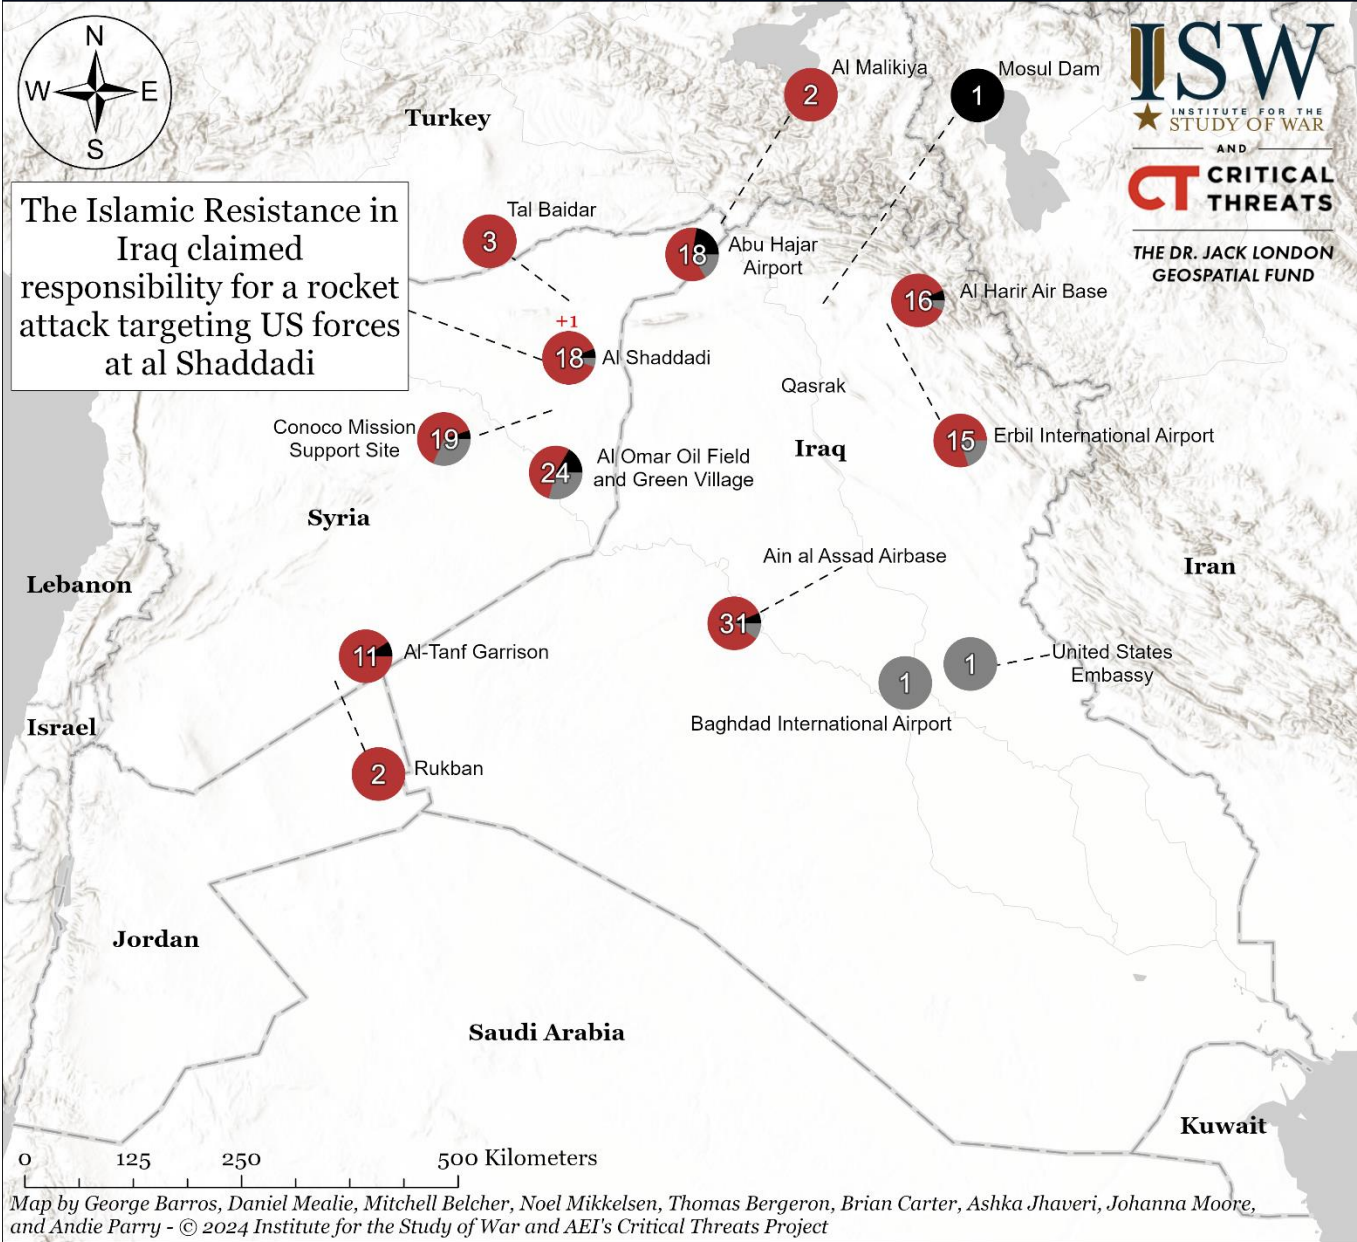 N
W
E
S
Turkey
Al Malikiya
2
Mosul Dam
1
ISW
INSTITUTE FOR THE
STUDY OF WAR
AND
CT CRITICAL
THREATS
THE DR. JACK LONDON
GEOSPATIAL FUND
The Islamic Resistance in
Iraq claimed
responsibility for a rocket
attack targeting US forces
at al Shaddadi
Tal Baidar
3
18
Abu Hajar
Airport
16
Al Harir Air Base
+1
18
Al Shaddadi
Qasrak
Conoco Mission
Support Site
19
24
Al Omar Oil Field
and Green Village
Iraq
15
Erbil International Airport
Syria
Ain al Assad Airbase
31
Iran
Lebanon
11
Al-Tanf Garrison
1
United States
Embassy
1
Baghdad International Airport
Israel
2
Rukban
Jordan
Saudi Arabia
Kuwait
0 125 250 500 Kilometers
Map by George Barros, Daniel Mealie, Mitchell Belcher, Noel Mikkelsen, Thomas Bergeron, Brian Carter, Ashka Jhaveri, Johanna Moore,
and Andie Parry - © 2024 Institute for the Study of War and AEI's Critical Threats Project